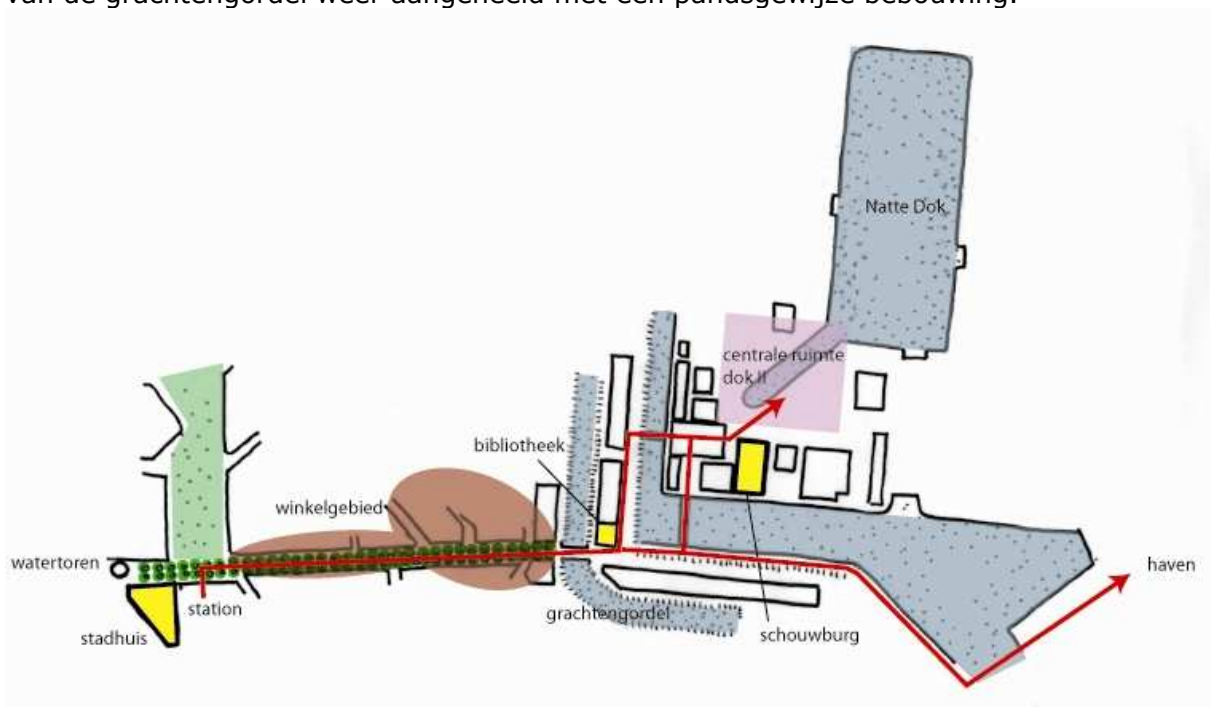 van de grachtengordel weer aangeheeld met een pandsgewijze bebouwing.
Natte Dok
centrale ruimte
dok II
bibliotheek
winkelgebied
watertoren
haven
station
grachtengordel
schouwburg
stadhuis